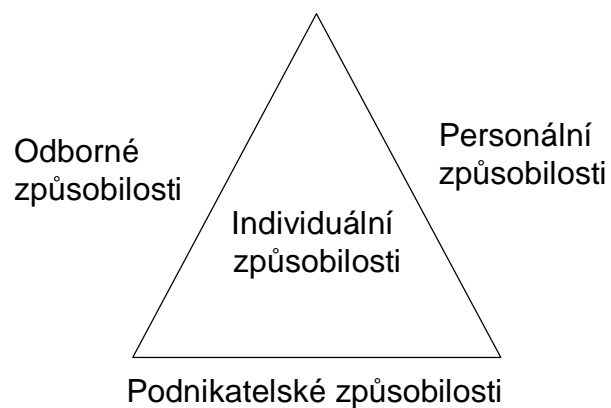 Odborné
způsobilosti
Personální
způsobilosti
Individuální
způsobilosti
Podnikatelské způsobilosti